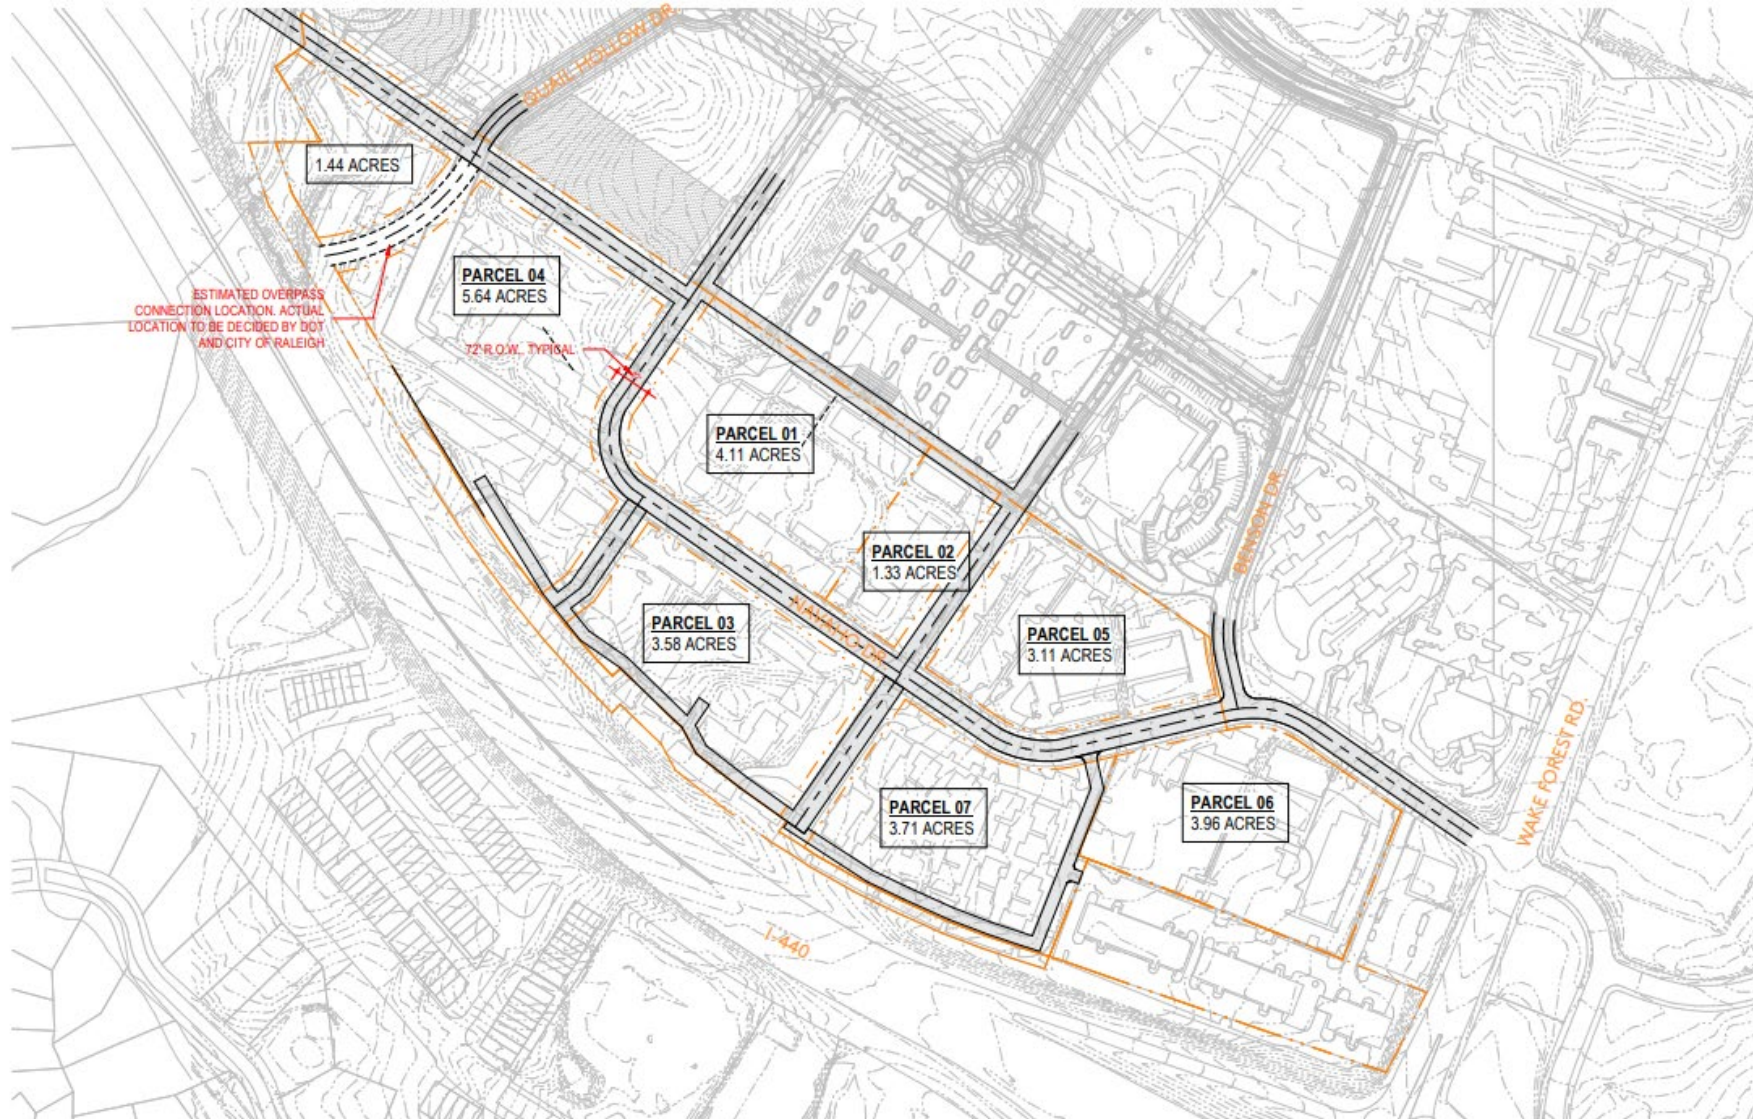 QUAIL HOLLOW DR.
1.44 ACRES
PARCEL 04
5.64 ACRES
ESTIMATED OVERPASS
CONNECTION LOCATION. ACTUAL
LOCATION TO BE DECIDED BY DOT
AND CITY OF RALEIGH
72' R.O.W., TYPICAL
PARCEL 01
4.11 ACRES
BENSON DR.
PARCEL 02
1.33 ACRES
NAVAHO DR.
PARCEL 03
3.58 ACRES
PARCEL 05
3.11 ACRES
WAKE FOREST RD.
PARCEL 07
3.71 ACRES
PARCEL 06
3.96 ACRES
I-440